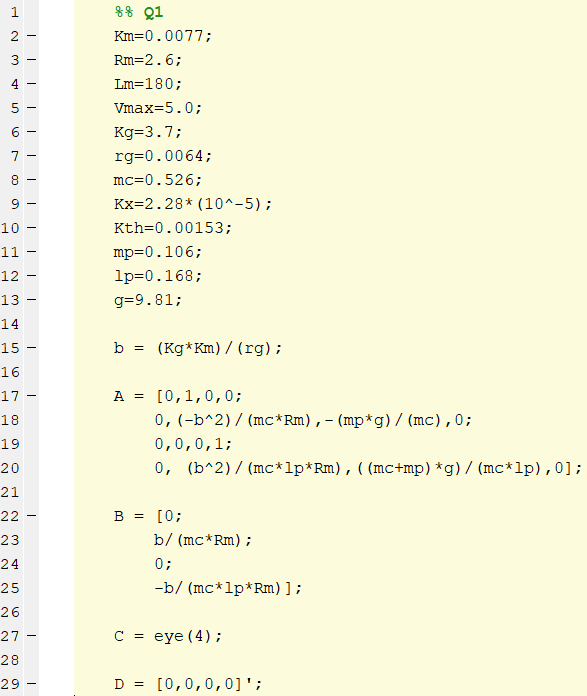 1 %% Q1
2 – Km=0.0077;
3 – Rm=2.6;
4 – Lm=180;
5 – Vmax=5.0;
6 – Kg=3.7;
7 – rg=0.0064;
8 – mc=0.526;
9 – Kx=2.28*(10^-5);
10 – Kth=0.00153;
11 – mp=0.106;
12 – lp=0.168;
13 – g=9.81;
14
15 – b = (Kg*Km)/(rg);
16
17 – A = [0,1,0,0;
18 0,(-b^2)/(mc*Rm),-(mp*g)/(mc),0;
19 0,0,0,1;
20 0, (b^2)/(mc*lp*Rm),((mc+mp)*g)/(mc*lp),0];
21
22 – B = [0;
23 b/(mc*Rm);
24 0;
25 -b/(mc*lp*Rm)];
26
27 – C = eye(4);
28
29 – D = [0,0,0,0]';